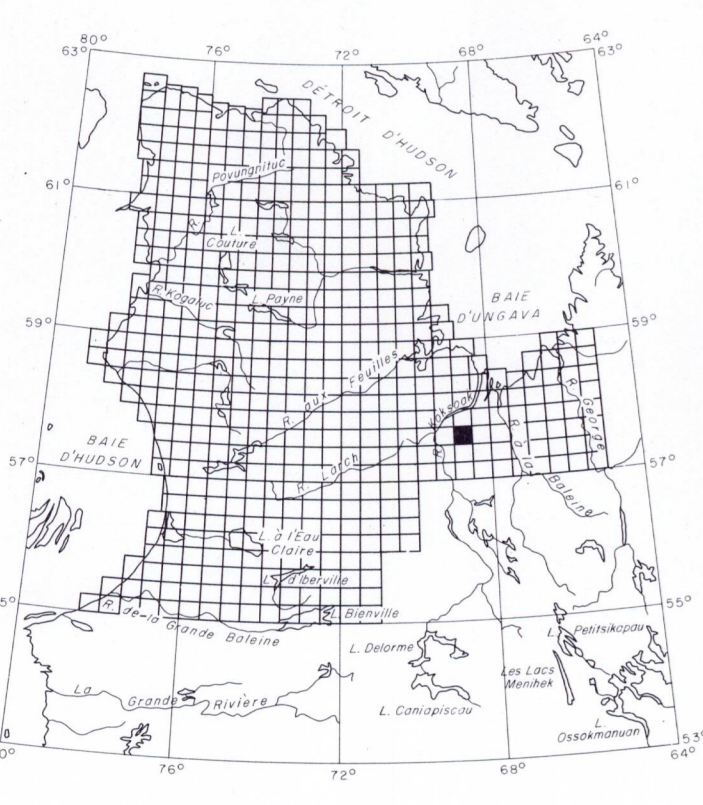 80°
63°
76°
72°
68°
64°
63°
DÉTROIT
D'HUDSON
Povungnituc
R.
61°
61°
L.
Couture
R. Kogaluc
L. Payne
BAIE
D'UNGAVA
59°
59°
R. aux Feuilles
Koksoak
R.
R. à la
Baleine
R. George
BAIE
D'HUDSON
57°
57°
R. Larch
L. à l'Eau
Claire
L. d'Iberville
L. Bienville
R. de-la Grande Baleine
5°
55°
L. Delorme
L. Petitsikapau
Les Lacs
Menihek
La Grande Rivière
L. Caniapiscau
L.
Ossokmanuan
0°
76°
72°
68°
53°
64°